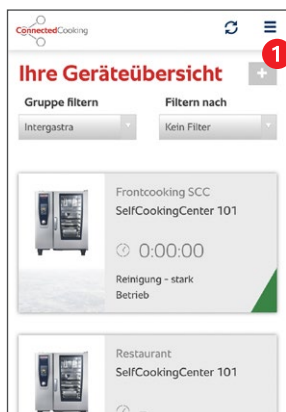 ConnectedCooking
1
Ihre Geräteübersicht +
Gruppe filtern Filtern nach
Intergastra Kein Filter
Frontcooking SCC
SelfCookingCenter 101
0:00:00
Reinigung - stark
Betrieb
Restaurant
SelfCookingCenter 101